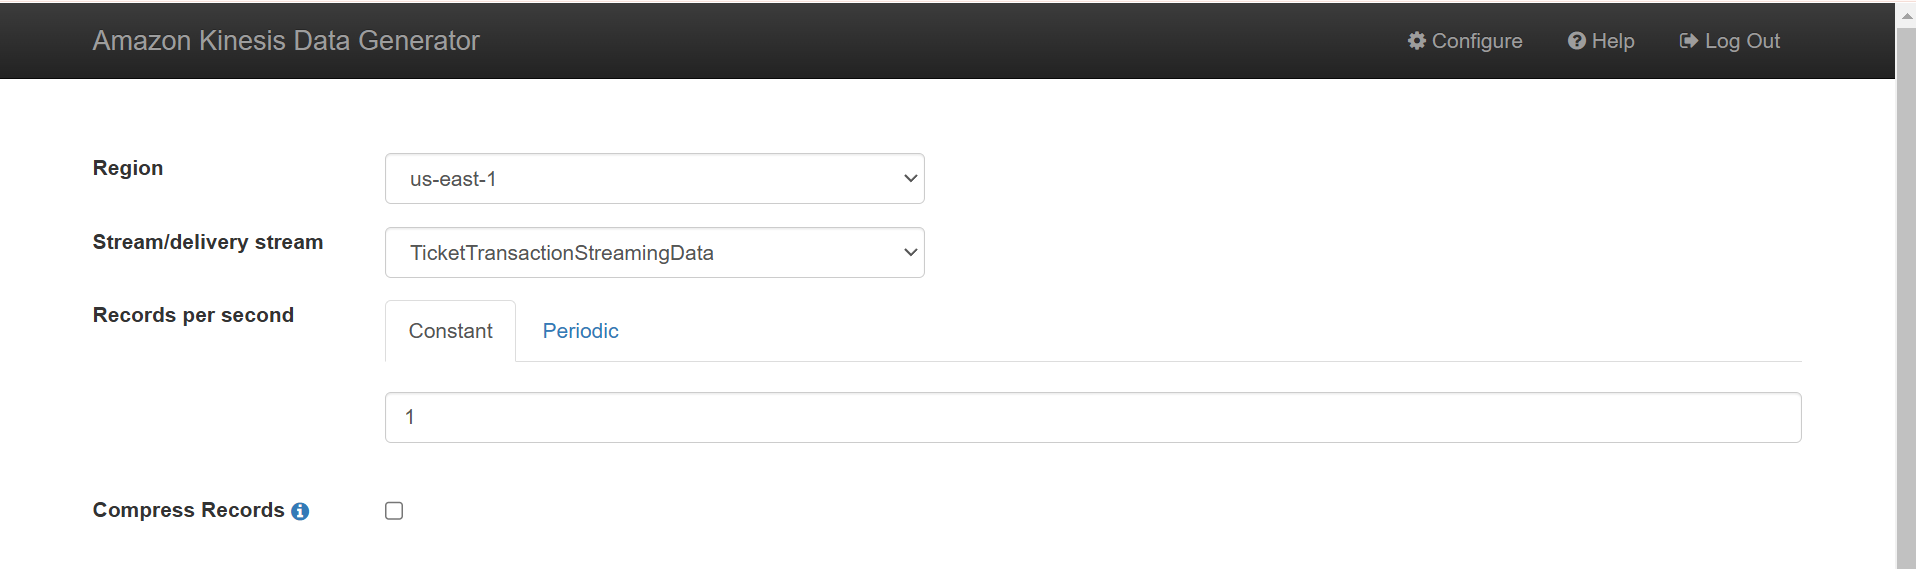 Amazon Kinesis Data Generator Configure Help Log Out
Region us-east-1
Stream/delivery stream TicketTransactionStreamingData
Records per second Constant Periodic
1
Compress Records